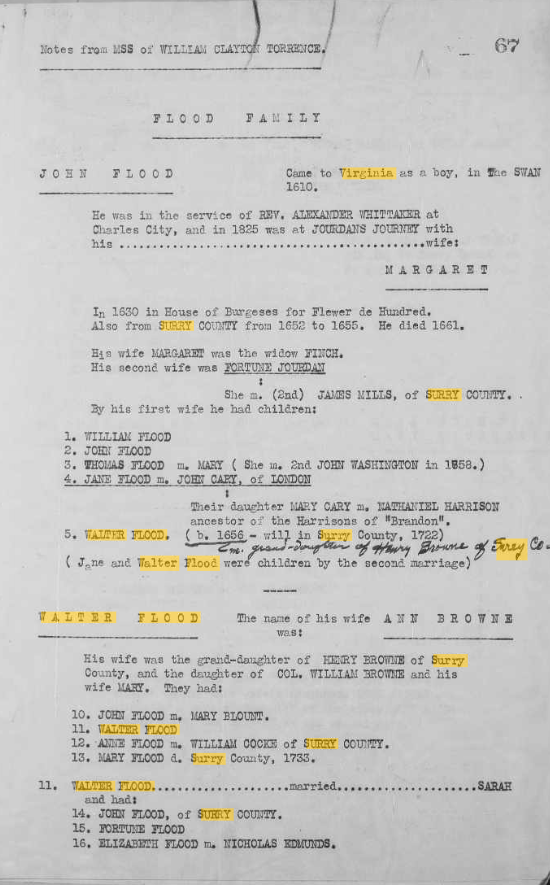 Notes from MSS of WILLIAM CLAYTON TORRENCE.
67
FLOOD FAMILY
JOHN FLOOD Came to Virginia as a boy, in The SWAN
1610.
He was in the service of REV. ALEXANDER WHITTAKER at
Charles City, and in 1825 was at JOURDANS JOURNEY with
his ............................................wife:
MARGARET
In 1630 in House of Burgeses for Flewer de Hundred.
Also from SURRY COUNTY from 1652 to 1655. He died 1661.
His wife MARGARET was the widow FINCH.
His second wife was FORTUNE JOURDAN
:
She m. (2nd) JAMES MILLS, of SURRY COUNTY.
By his first wife he had children:
1. WILLIAM FLOOD
2. JOHN FLOOD
3. THOMAS FLOOD m. MARY ( She m. 2nd JOHN WASHINGTON in 1658.)
4. JANE FLOOD m. JOHN CARY, of LONDON
:
Their daughter MARY CARY m. NATHANIEL HARRISON
ancestor of the Harrisons of "Brandon".
5. WALTER FLOOD. ( b. 1656 - will in Surry County, 1722)
m. grand-daughter of Henry Browne of Surry Co
( Jane and Walter Flood were children by the second marriage)
-----
WALTER FLOOD The name of his wife ANN BROWNE
was:
His wife was the grand-daughter of HENRY BROWNE of Surry
County, and the daughter of COL. WILLIAM BROWNE and his
wife MARY. They had:
10. JOHN FLOOD m. MARY BLOUNT.
11. WALTER FLOOD
12. ANNE FLOOD m. WILLIAM COCKE of SURRY COUNTY.
13. MARY FLOOD d. Surry County, 1733.
11. WALTER FLOOD....................married.....................SARAH
and had:
14. JOHN FLOOD, of SURRY COUNTY.
15. FORTUNE FLOOD
16. ELIZABETH FLOOD m. NICHOLAS EDMUNDS.